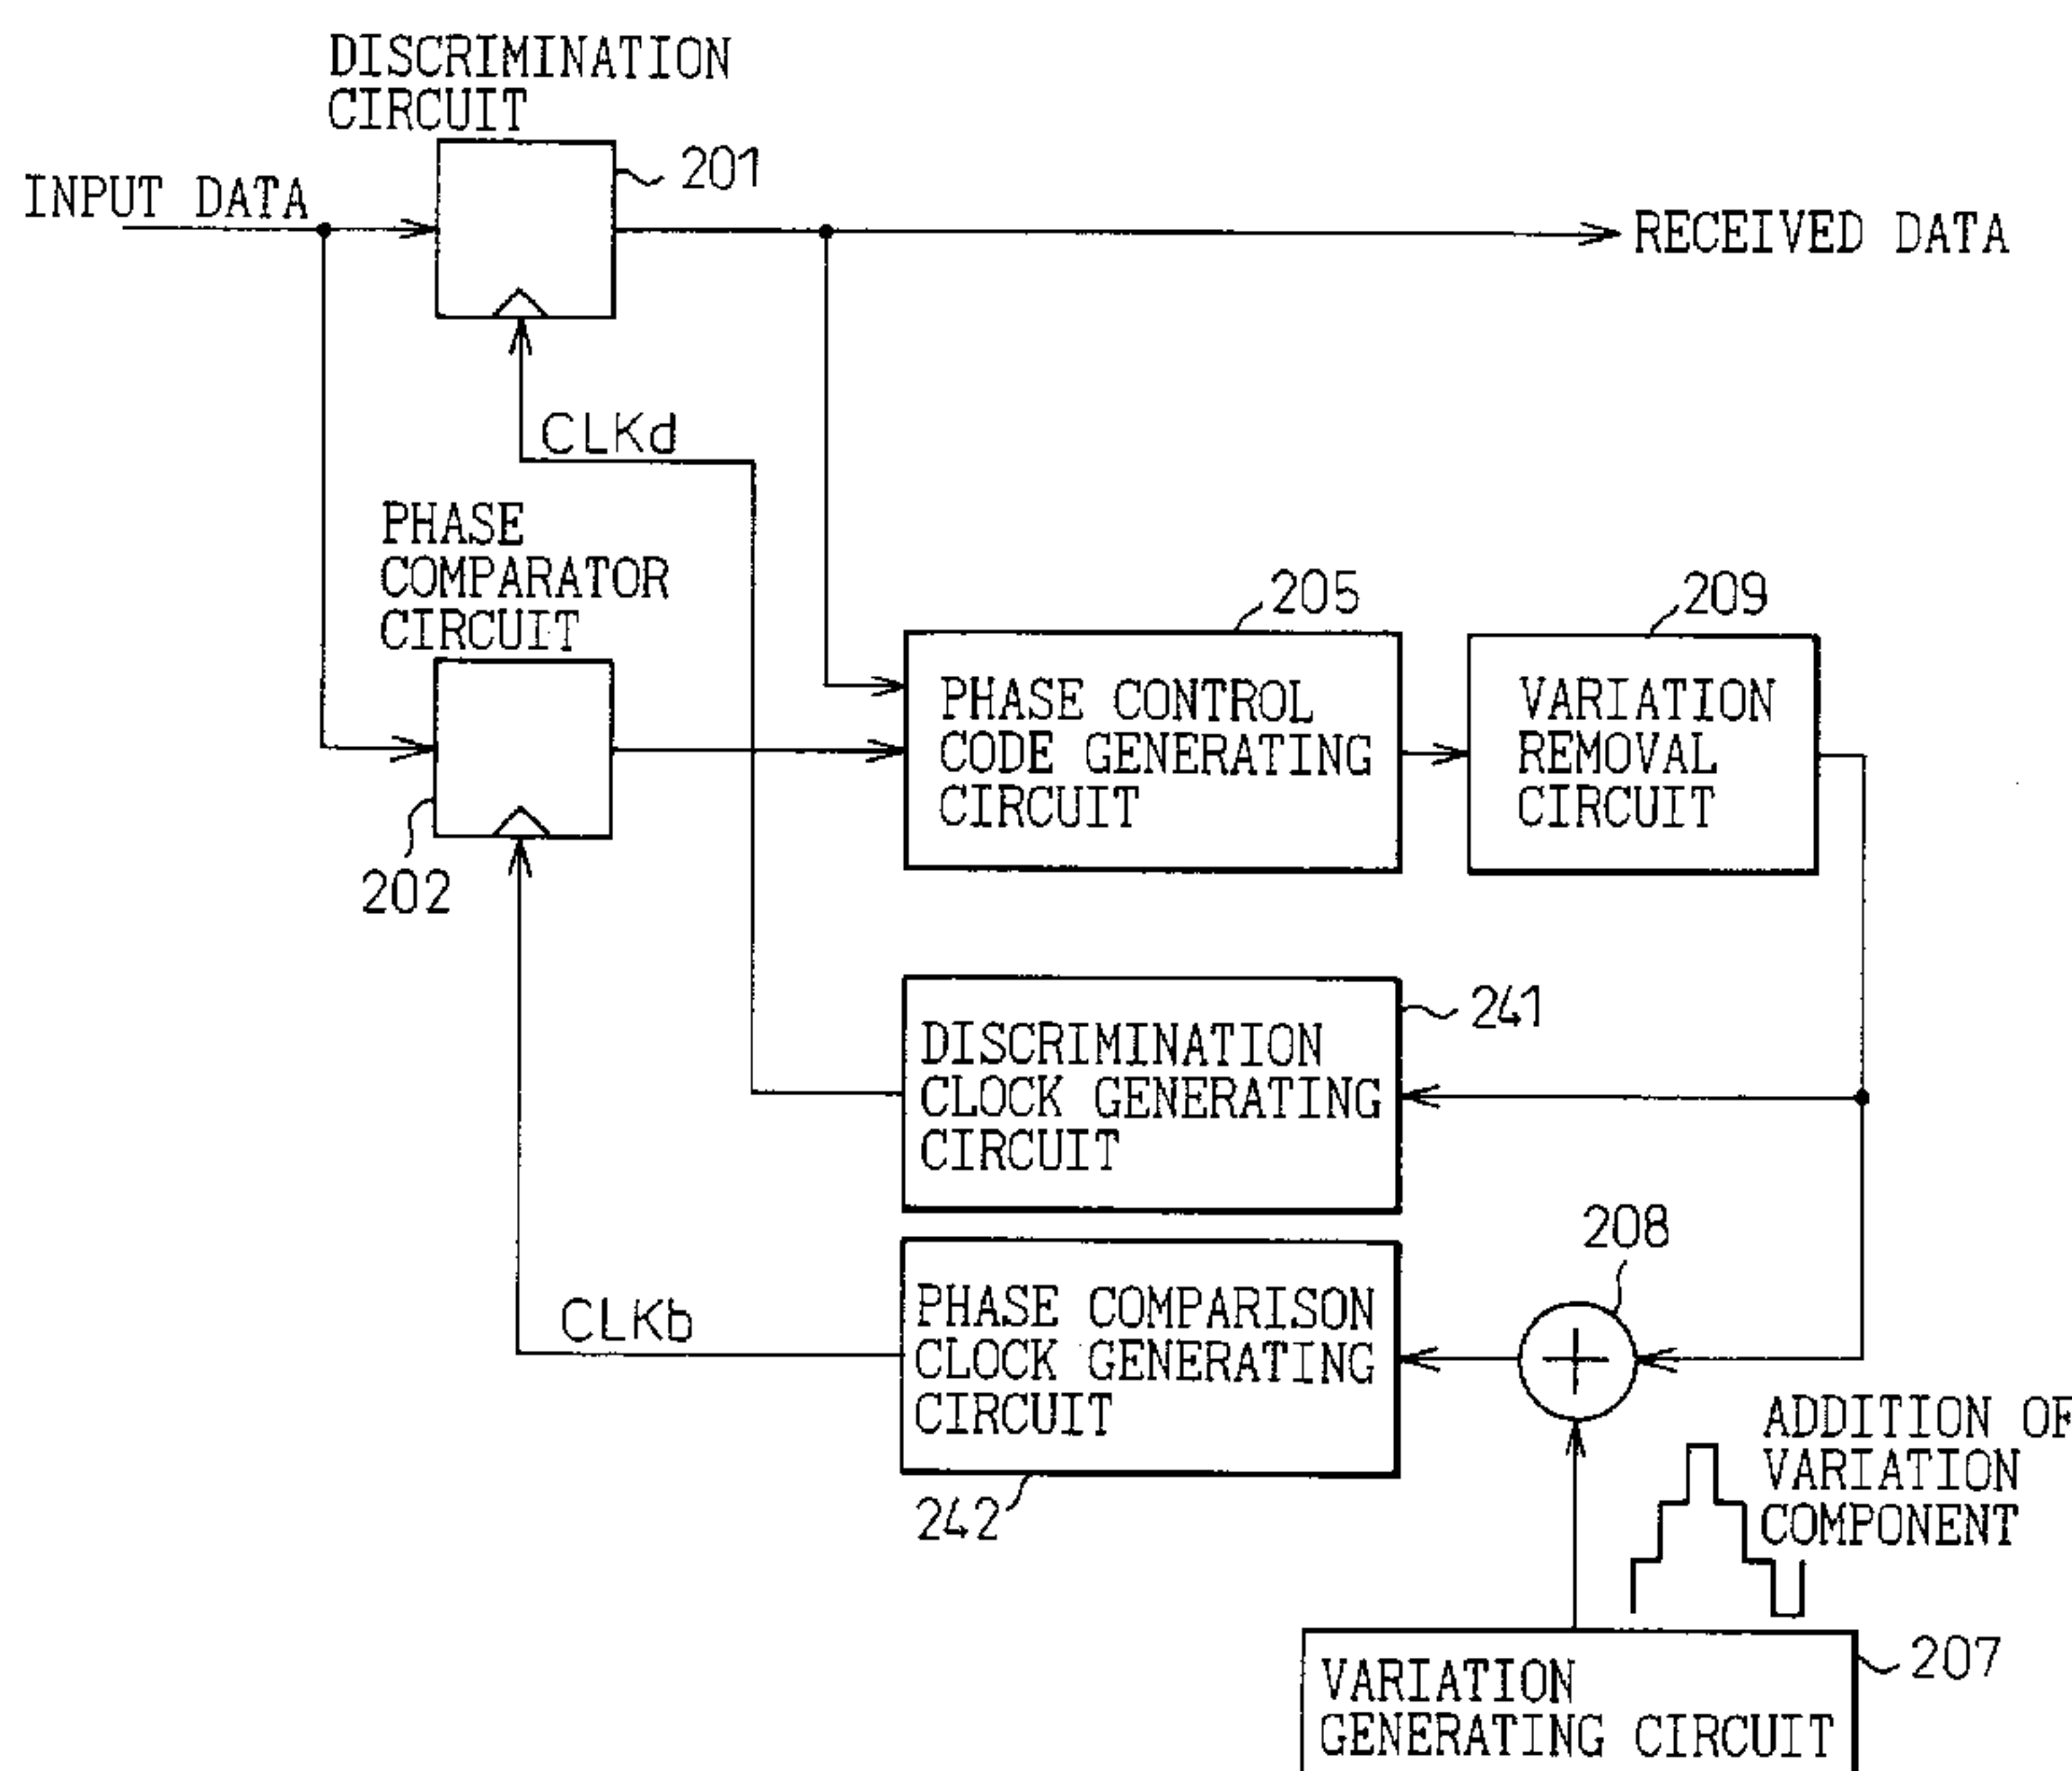 DISCRIMINATION
CIRCUIT
201
INPUT DATA
RECEIVED DATA
CLKd
PHASE
COMPARATOR
CIRCUIT
202
205
209
PHASE CONTROL
CODE GENERATING
CIRCUIT
VARIATION
REMOVAL
CIRCUIT
241
DISCRIMINATION
CLOCK GENERATING
CIRCUIT
208
CLKb
PHASE COMPARISON
CLOCK GENERATING
CIRCUIT
242
ADDITION OF
VARIATION
COMPONENT
207
VARIATION
GENERATING CIRCUIT